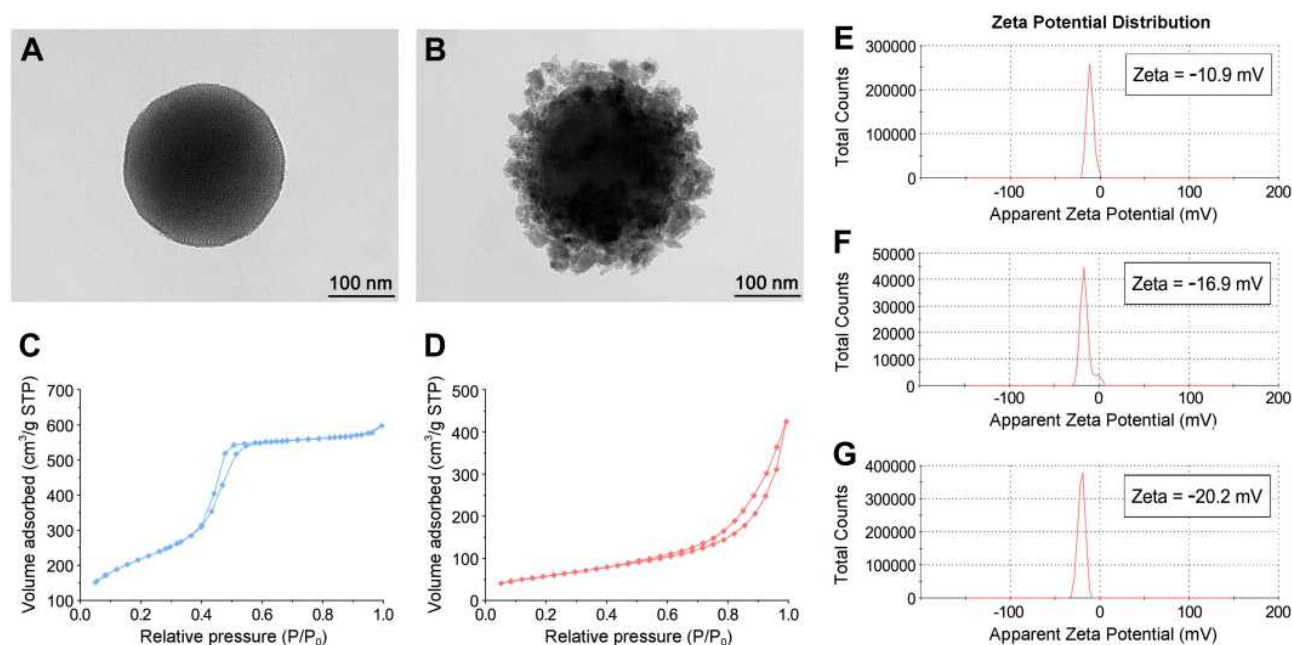 A
100 nm
B
100 nm
C
700
600
500
400
300
200
100
0.0 0.2 0.4 0.6 0.8 1.0
Volume adsorbed (cm³/g STP)
Relative pressure (P/P₀)
D
500
400
300
200
100
0
0.0 0.2 0.4 0.6 0.8 1.0
Volume adsorbed (cm³/g STP)
Relative pressure (P/P₀)
Zeta Potential Distribution
E
300000
200000
100000
0
Total Counts
Zeta = -10.9 mV
-100 0 100 200
Apparent Zeta Potential (mV)
F
50000
40000
30000
20000
10000
0
Total Counts
Zeta = -16.9 mV
-100 0 100 200
Apparent Zeta Potential (mV)
G
400000
300000
200000
100000
0
Total Counts
Zeta = -20.2 mV
-100 0 100 200
Apparent Zeta Potential (mV)